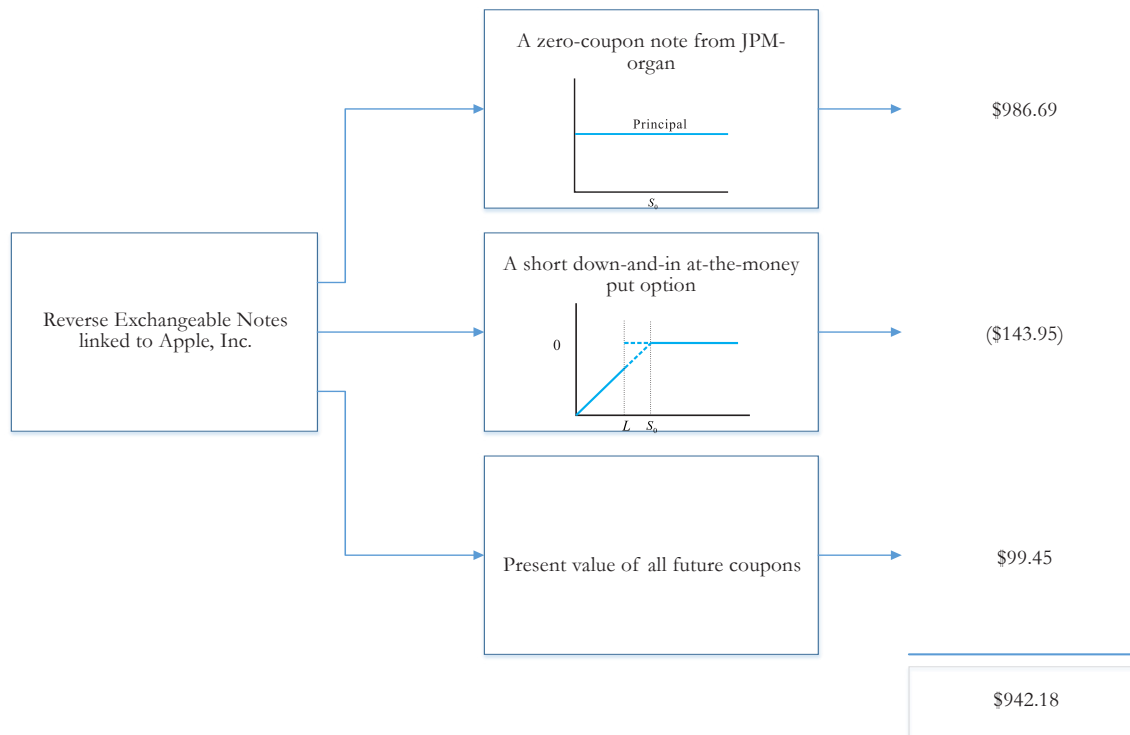 A zero-coupon note from JPM-
organ
Principal
S₀
$986.69
Reverse Exchangeable Notes
linked to Apple, Inc.
A short down-and-in at-the-money
put option
0
L S₀
($143.95)
Present value of all future coupons
$99.45
$942.18